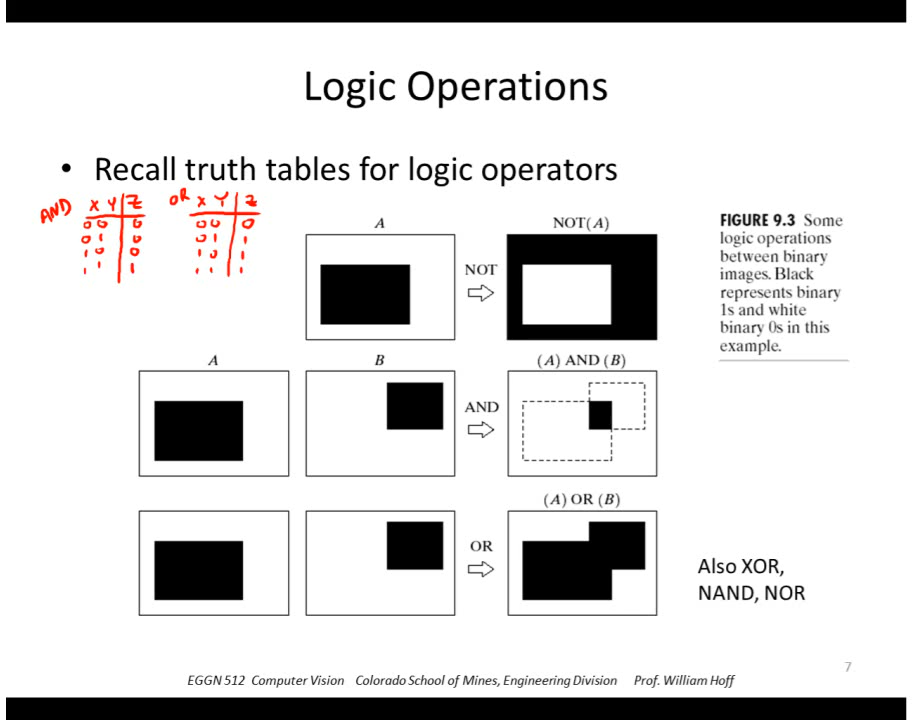 Logic Operations
• Recall truth tables for logic operators
AND X Y Z OR X Y Z
0 0 0 0 0 0
0 1 0 0 1 1
1 0 0 1 0 1
1 1 1 1 1 1
A NOT(A)
NOT
FIGURE 9.3 Some
logic operations
between binary
images. Black
represents binary
1s and white
binary 0s in this
example.
A B (A) AND (B)
AND
(A) OR (B)
OR
Also XOR,
NAND, NOR
7
EGGN 512 Computer Vision Colorado School of Mines, Engineering Division Prof. William Hoff